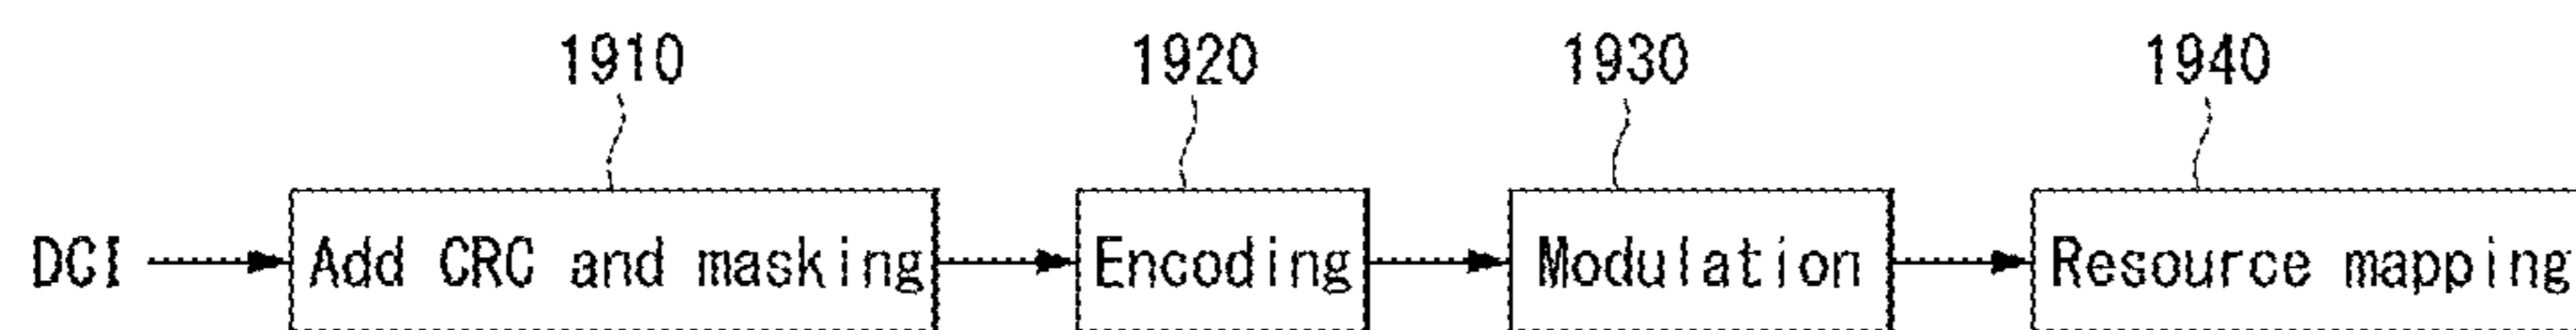 1910 1920 1930 1940
DCI Add CRC and masking Encoding Modulation Resource mapping